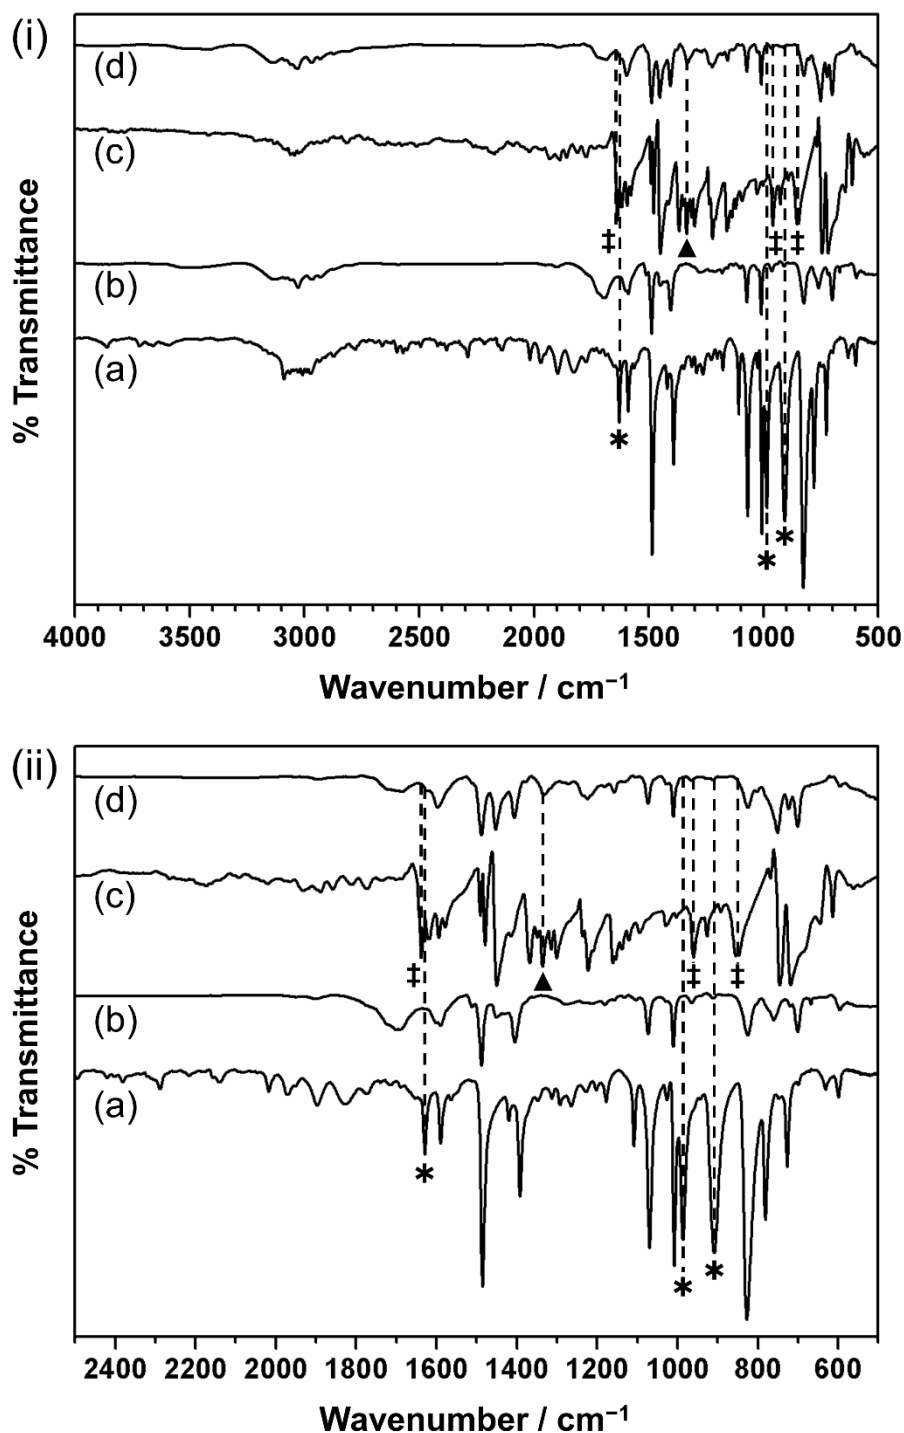 (i)
(d)
(c)
‡ ▲ ‡ ‡
(b)
(a)
*
*
*
% Transmittance
4000 3500 3000 2500 2000 1500 1000 500
Wavenumber / cm⁻¹
(ii)
(d)
(c)
‡ ▲ ‡ ‡
(b)
(a)
*
*
*
% Transmittance
2400 2200 2000 1800 1600 1400 1200 1000 800 600
Wavenumber / cm⁻¹